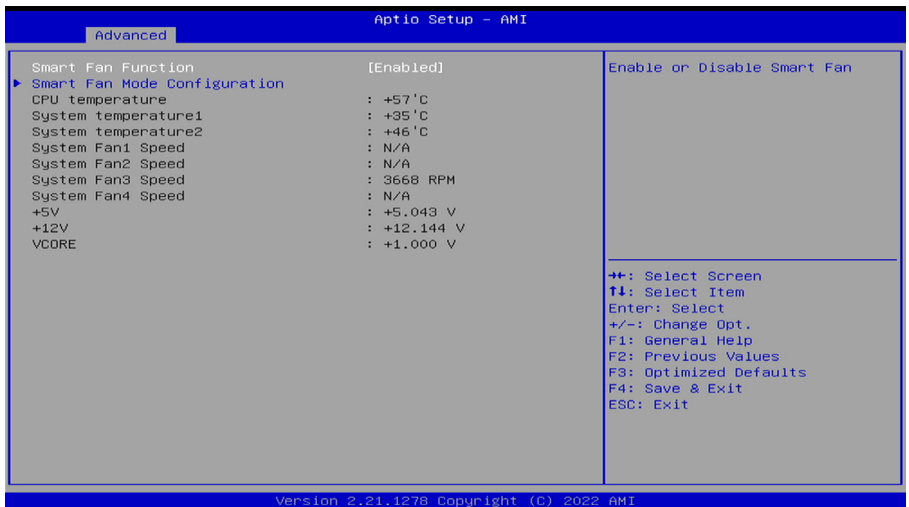 Aptio Setup - AMI
Advanced
Smart Fan Function [Enabled]
Smart Fan Mode Configuration
CPU temperature : +57'C
System temperature1 : +35'C
System temperature2 : +46'C
System Fan1 Speed : N/A
System Fan2 Speed : N/A
System Fan3 Speed : 3668 RPM
System Fan4 Speed : N/A
+5V : +5.043 V
+12V : +12.144 V
VCORE : +1.000 V
Enable or Disable Smart Fan
→←: Select Screen
↑↓: Select Item
Enter: Select
+/-: Change Opt.
F1: General Help
F2: Previous Values
F3: Optimized Defaults
F4: Save & Exit
ESC: Exit
Version 2.21.1278 Copyright (C) 2022 AMI